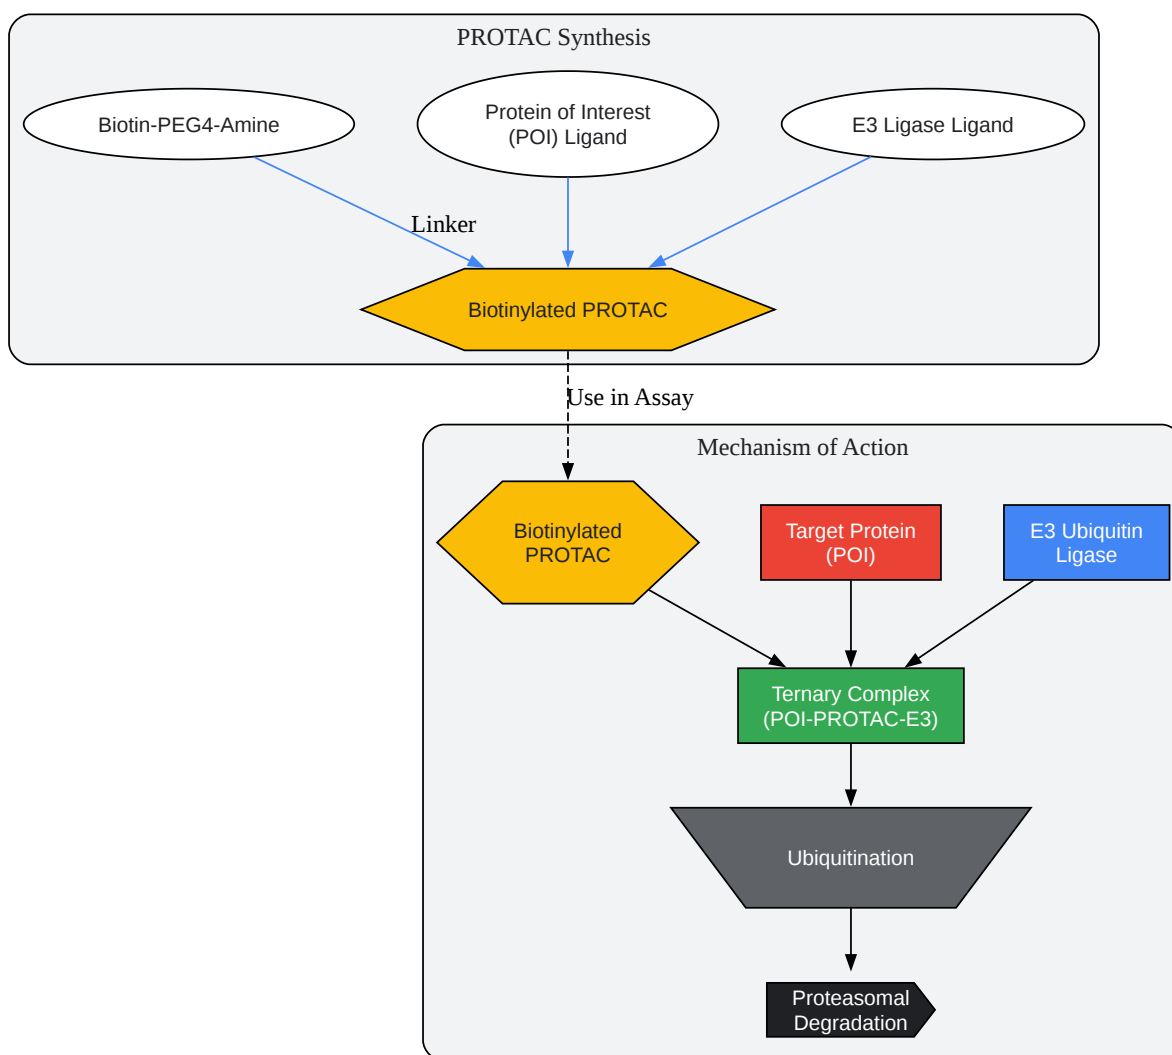 PROTAC Synthesis
Biotin-PEG4-Amine
Protein of Interest
(POI) Ligand
E3 Ligase Ligand
Linker
Biotinylated PROTAC
Use in Assay
Mechanism of Action
Biotinylated
PROTAC
Target Protein
(POI)
E3 Ubiquitin
Ligase
Ternary Complex
(POI-PROTAC-E3)
Ubiquitination
Proteasomal
Degradation